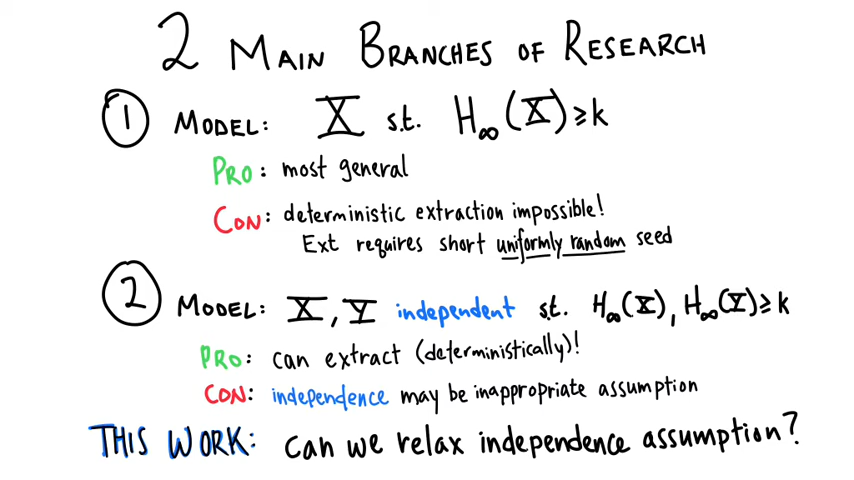 2 MAIN BRANCHES OF RESEARCH
① MODEL: X s.t. H∞(X) ≥ k
PRO: most general
CON: deterministic extraction impossible!
Ext requires short uniformly random seed
② MODEL: X, Y independent s.t. H∞(X), H∞(Y) ≥ k
PRO: can extract (deterministically)!
CON: independence may be inappropriate assumption
THIS WORK: can we relax independence assumption?